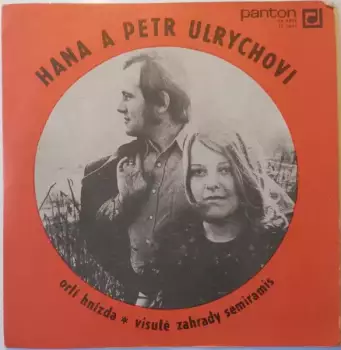 panton
HANA A PETR ULRYCHOVI
orlí hnízda * visuté zahrady semiramis